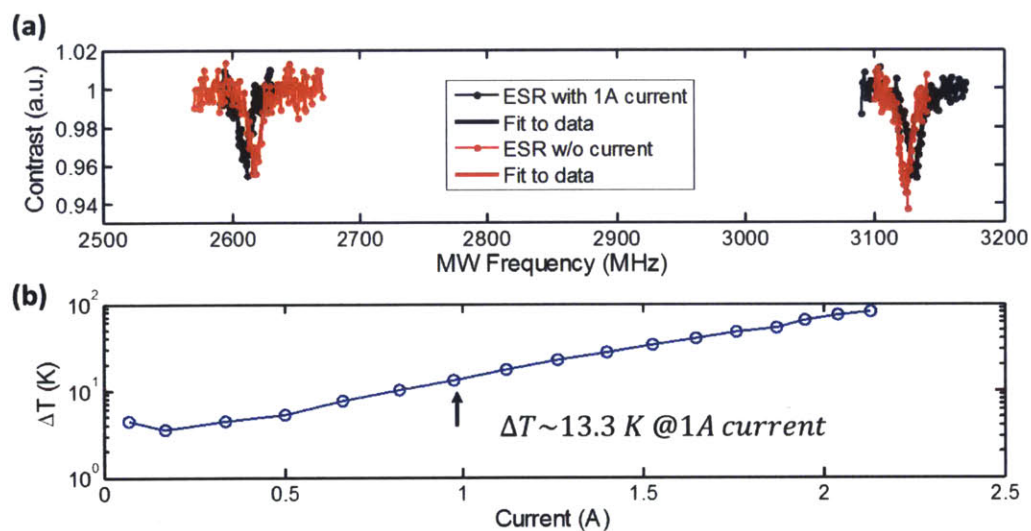 (a)
1.02
1
0.98
0.96
0.94
Contrast (a.u.)
ESR with 1A current
Fit to data
ESR w/o current
Fit to data
2500 2600 2700 2800 2900 3000 3100 3200
MW Frequency (MHz)
(b)
10²
10¹
10⁰
ΔT (K)
ΔT~13.3 K @1A current
0 0.5 1 1.5 2 2.5
Current (A)